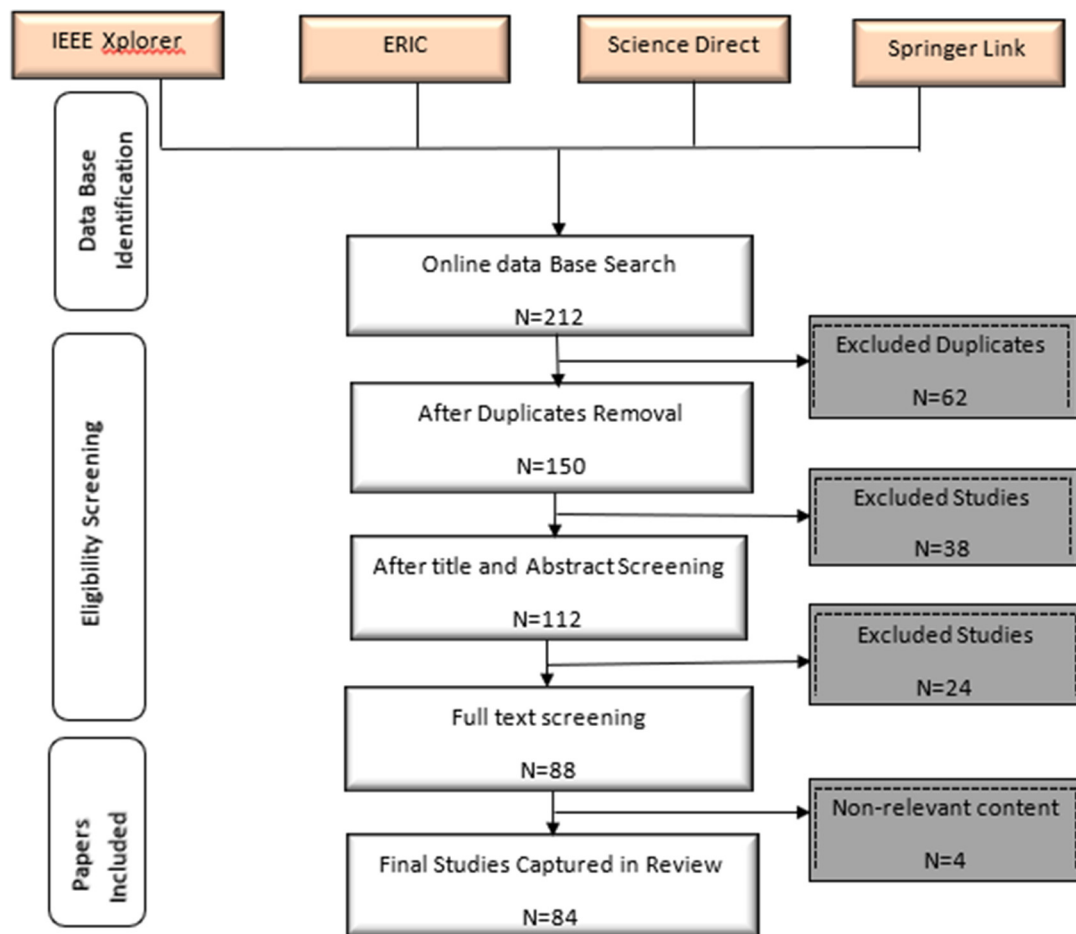 IEEE Xplorer
ERIC
Science Direct
Springer Link
Data Base
Identification
Online data Base Search
N=212
Excluded Duplicates
N=62
Eligibility Screening
After Duplicates Removal
N=150
Excluded Studies
N=38
After title and Abstract Screening
N=112
Excluded Studies
N=24
Full text screening
N=88
Papers
Included
Non-relevant content
N=4
Final Studies Captured in Review
N=84